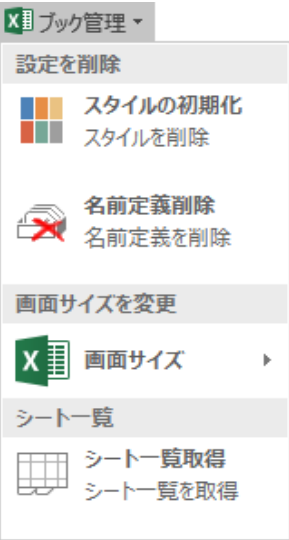 ブック管理
設定を削除
スタイルの初期化
スタイルを削除
名前定義削除
名前定義を削除
画面サイズを変更
画面サイズ
シート一覧
シート一覧取得
シート一覧を取得